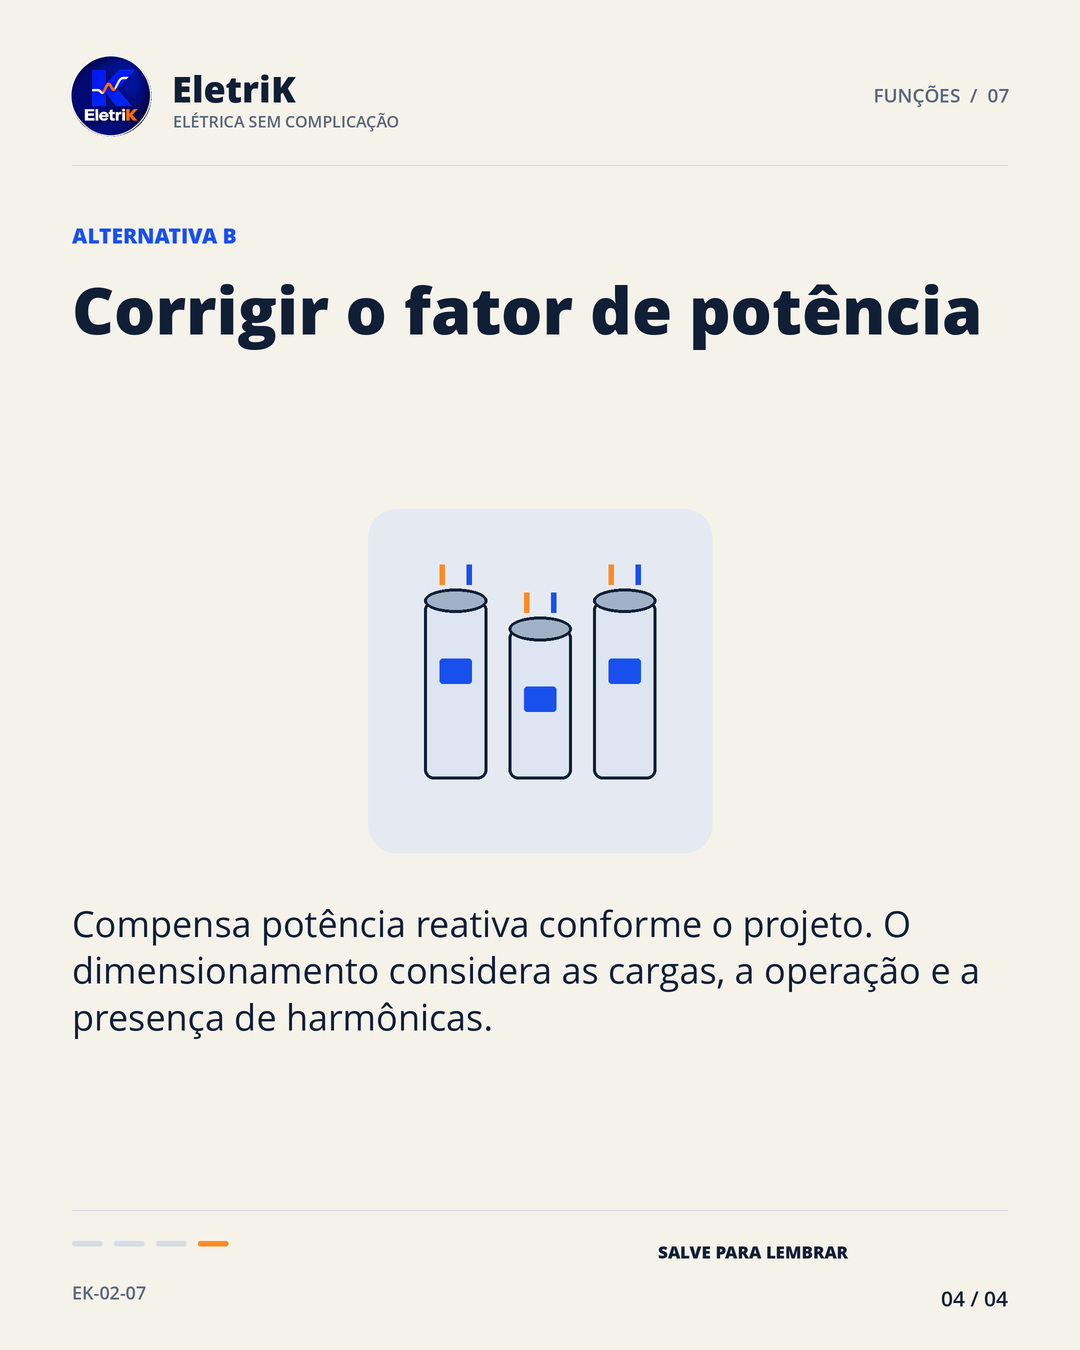 EletriK
EletriK
ELÉTRICA SEM COMPLICAÇÃO
FUNÇÕES / 07
ALTERNATIVA B
Corrigir o fator de potência
Compensa potência reativa conforme o projeto. O
dimensionamento considera as cargas, a operação e a
presença de harmônicas.
SALVE PARA LEMBRAR
EK-02-07
04 / 04